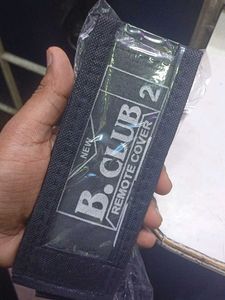 NEW
B. CLUB
REMOTE COVER
2